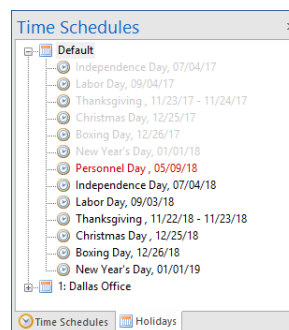 Time Schedules
Default
Independence Day, 07/04/17
Labor Day, 09/04/17
Thanksgiving , 11/23/17 - 11/24/17
Christmas Day, 12/25/17
Boxing Day, 12/26/17
New Year's Day, 01/01/18
Personnel Day , 05/09/18
Independence Day, 07/04/18
Labor Day, 09/03/18
Thanksgiving , 11/22/18 - 11/23/18
Christmas Day , 12/25/18
Boxing Day, 12/26/18
New Year's Day, 01/01/19
1: Dallas Office
Time Schedules Holidays